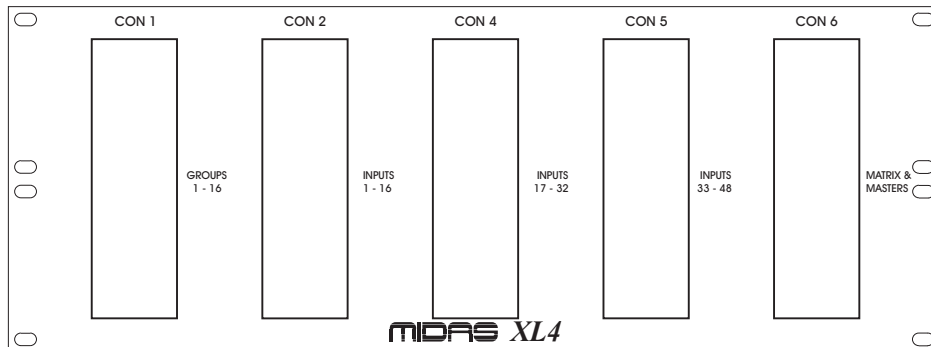 CON 1
CON 2
CON 4
CON 5
CON 6
GROUPS
1 - 16
INPUTS
1 - 16
INPUTS
17 - 32
INPUTS
33 - 48
MATRIX &
MASTERS
MIDAS XL4